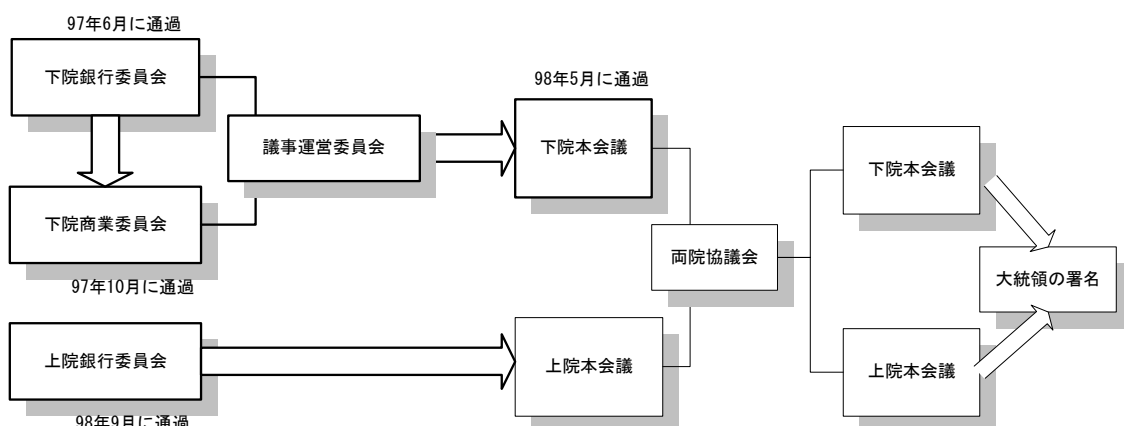 97年6月に通過
下院銀行委員会
98年5月に通過
議事運営委員会
下院本会議
下院本会議
下院商業委員会
両院協議会
大統領の署名
97年10月に通過
上院銀行委員会
上院本会議
上院本会議
98年9月に通過